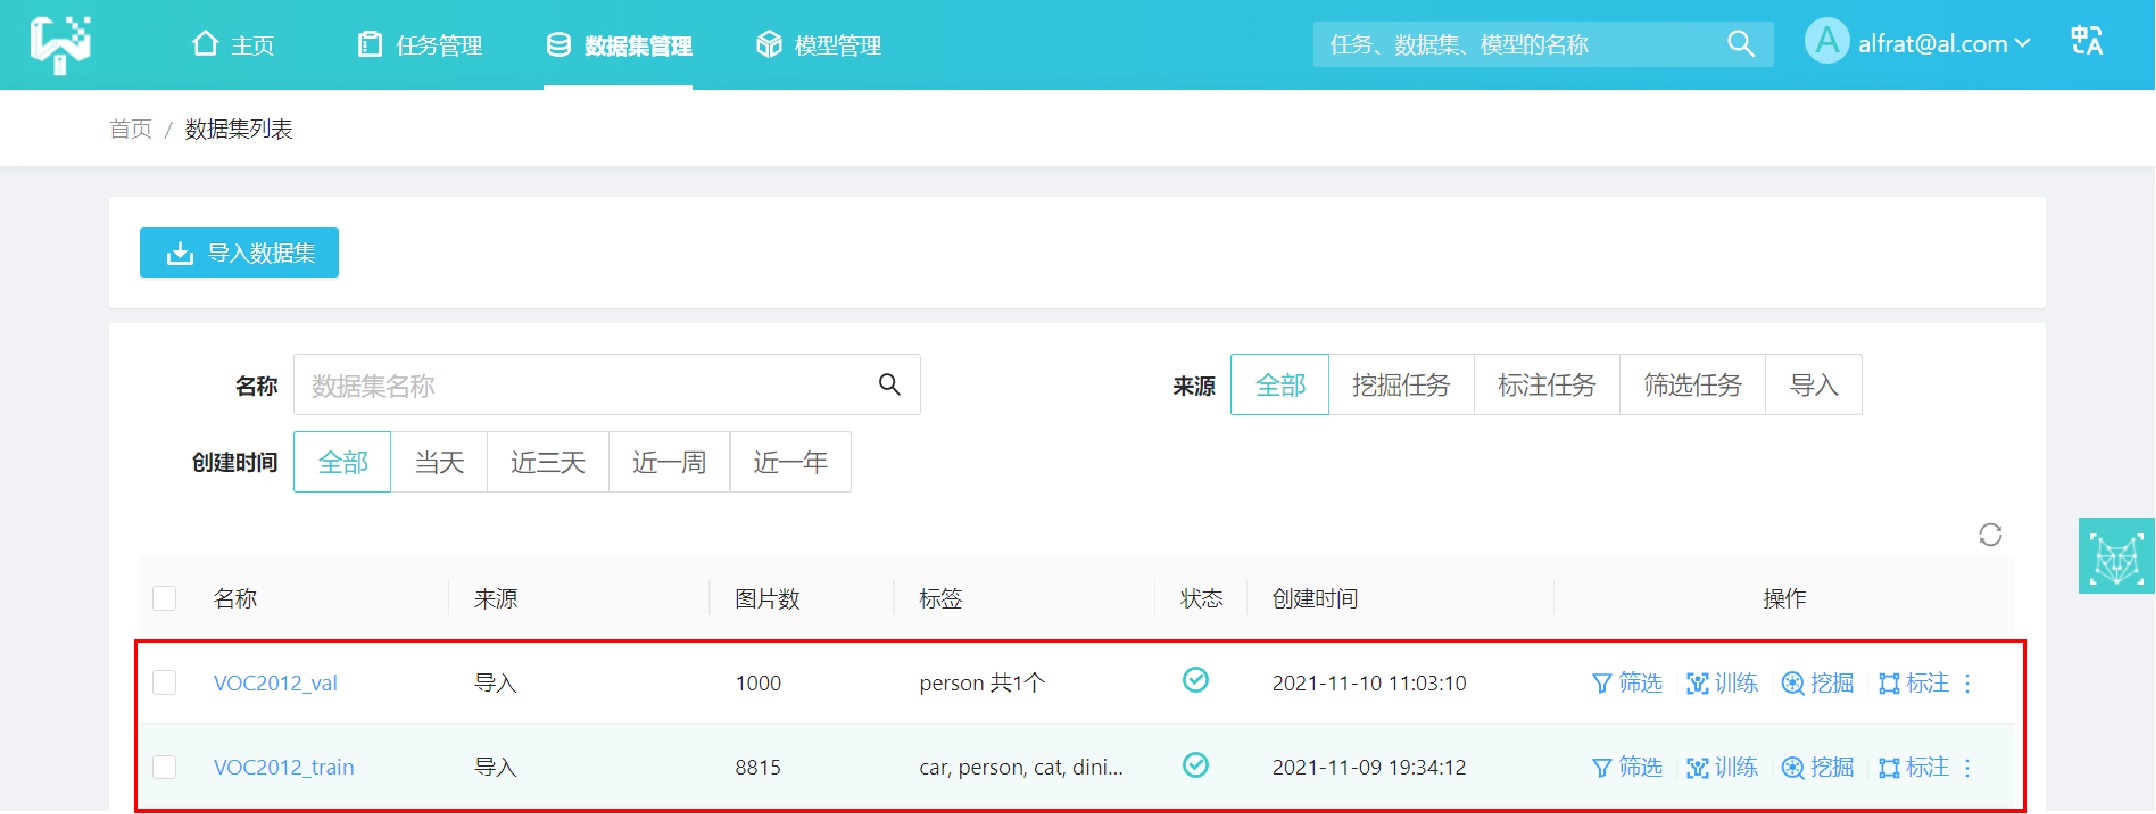 主页 任务管理 数据集管理 模型管理 任务、数据集、模型的名称 A alfrat@al.com 中A
首页 / 数据集列表
导入数据集
名称 数据集名称 来源 全部 挖掘任务 标注任务 筛选任务 导入
创建时间 全部 当天 近三天 近一周 近一年
名称 来源 图片数 标签 状态 创建时间 操作
VOC2012_val 导入 1000 person 共1个 2021-11-10 11:03:10 筛选 训练 挖掘 标注
VOC2012_train 导入 8815 car, person, cat, dini... 2021-11-09 19:34:12 筛选 训练 挖掘 标注